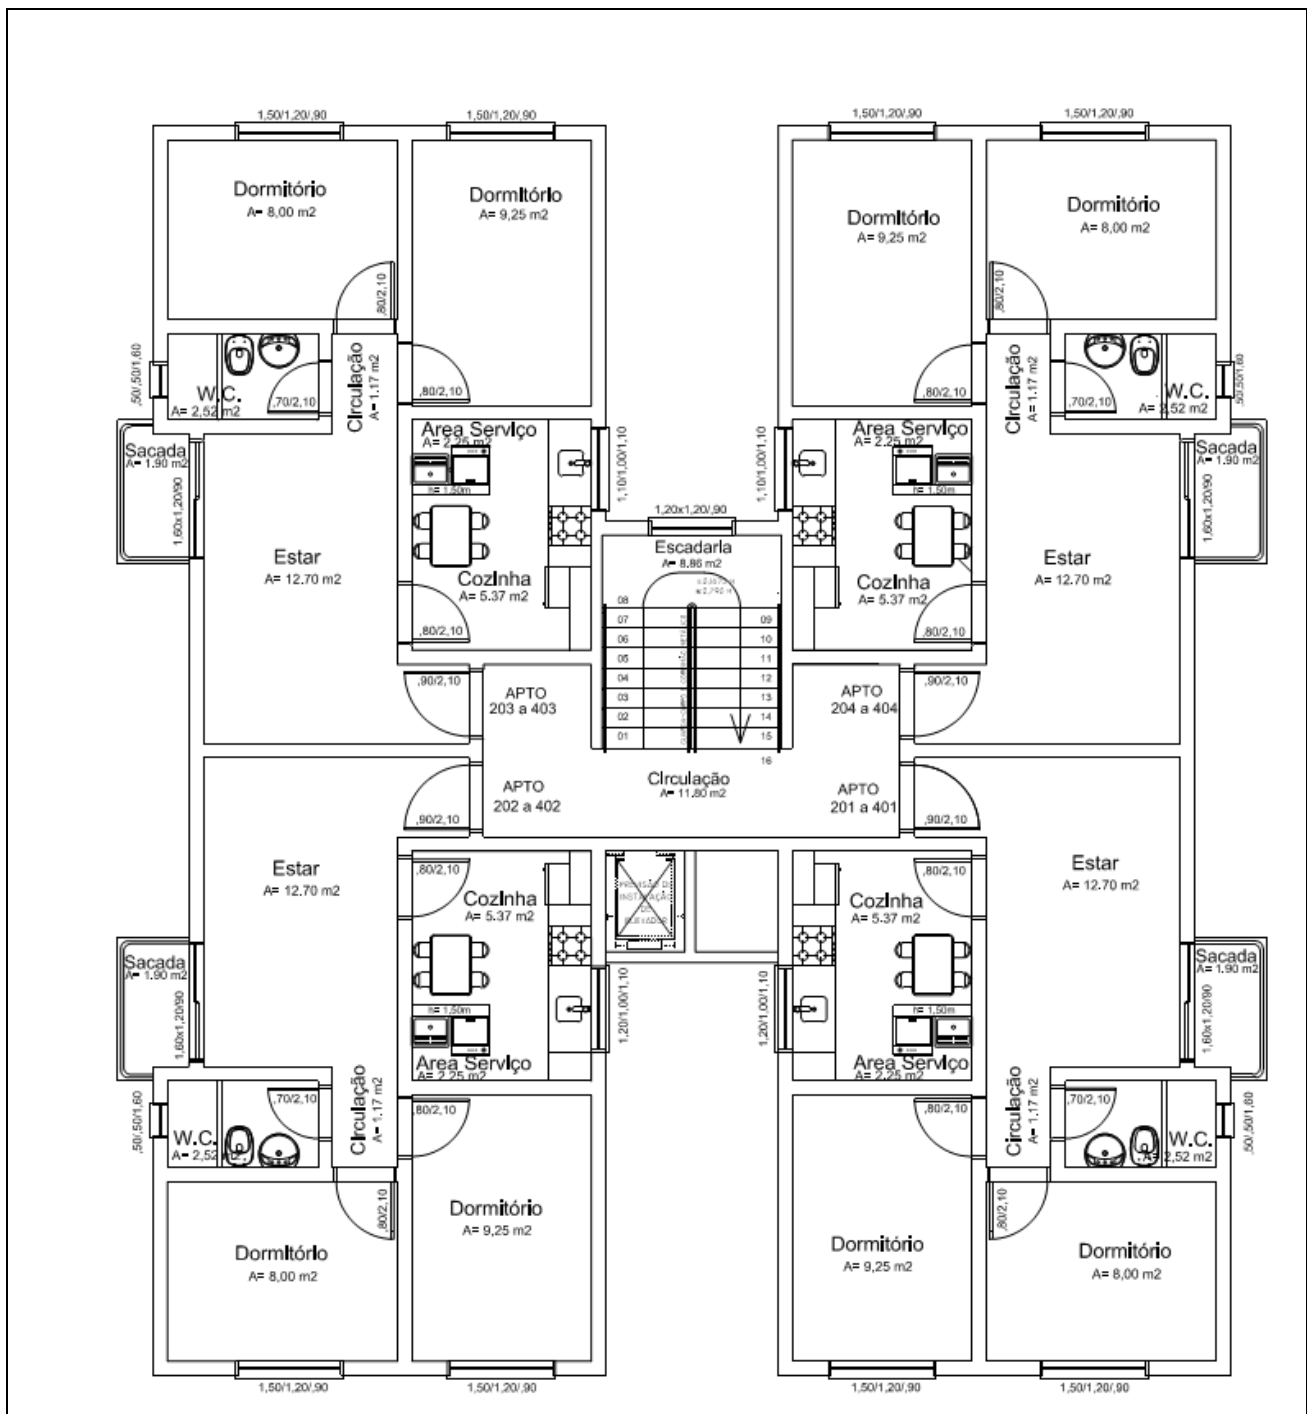 1,50/1,20/,90
1,50/1,20/,90
1,50/1,20/,90
1,50/1,20/,90
Dormitório
A= 8,00 m2
Dormitório
A= 9,25 m2
Dormitório
A= 9,25 m2
Dormitório
A= 8,00 m2
,80/2,10
,80/2,10
,80/2,10
,80/2,10
,50/,50/1,60
W.C.
A= 2,52 m2
,70/2,10
Circulação
A= 1.17 m2
Circulação
A= 1.17 m2
,70/2,10
W.C.
A= 2,52 m2
,50/,50/1,60
Sacada
A= 1.90 m2
1,60x1,20/90
Area Serviço
A= 2.25 m2
h= 1,50m
1,10/1,00/1,10
1,10/1,00/1,10
Area Serviço
A= 2.25 m2
h= 1,50m
Sacada
A= 1.90 m2
1,60x1,20/90
1,20x1,20/,90
Escadaria
A= 8.86 m2
Estar
A= 12.70 m2
Cozinha
A= 5.37 m2
,80/2,10
Cozinha
A= 5.37 m2
,80/2,10
Estar
A= 12.70 m2
08
07
06
05
04
03
02
01
09
10
11
12
13
14
15
16
,90/2,10
APTO
203 a 403
APTO
204 a 404
,90/2,10
Circulação
A= 11.80 m2
,90/2,10
APTO
202 a 402
APTO
201 a 401
,90/2,10
Estar
A= 12.70 m2
,80/2,10
Cozinha
A= 5.37 m2
PREVISÃO DE
INSTALAÇÃO
DE
ELEVADOR
,80/2,10
Cozinha
A= 5.37 m2
Estar
A= 12.70 m2
Sacada
A= 1.90 m2
1,60x1,20/90
h= 1,50m
Area Serviço
A= 2.25 m2
1,20/1,00/1,10
1,20/1,00/1,10
h= 1,50m
Area Serviço
A= 2.25 m2
Sacada
A= 1.90 m2
1,60x1,20/90
,50/,50/1,60
W.C.
A= 2,52 m2
,70/2,10
Circulação
A= 1.17 m2
,80/2,10
,80/2,10
Circulação
A= 1.17 m2
,70/2,10
W.C.
A= 2,52 m2
,50/,50/1,60
,80/2,10
,80/2,10
Dormitório
A= 8,00 m2
Dormitório
A= 9,25 m2
Dormitório
A= 9,25 m2
Dormitório
A= 8,00 m2
1,50/1,20/,90
1,50/1,20/,90
1,50/1,20/,90
1,50/1,20/,90